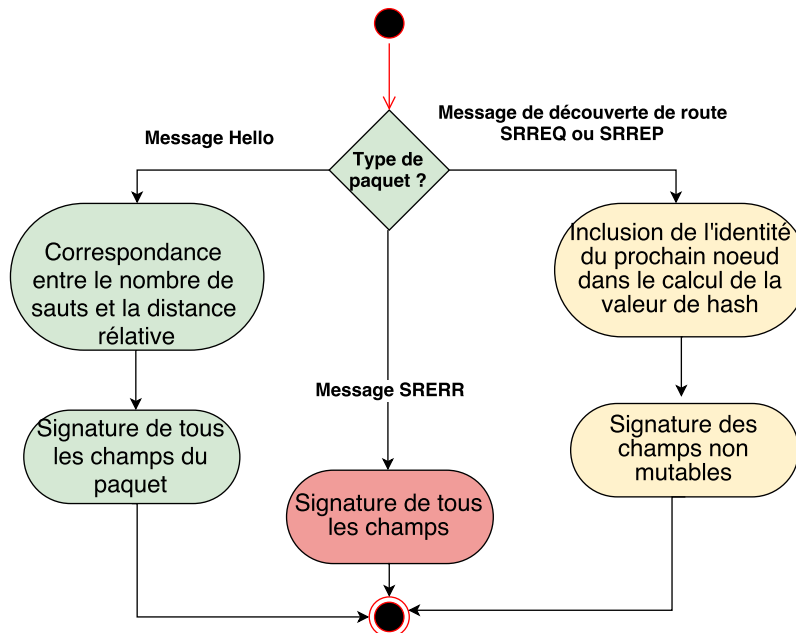 Message de découverte de route
SRREQ ou SRREP
Message Hello
Type de
paquet ?
Correspondance
entre le nombre de
sauts et la distance
rélative
Inclusion de l'identité
du prochain noeud
dans le calcul de la
valeur de hash
Message SRERR
Signature de tous
les champs du
paquet
Signature des
champs non
mutables
Signature de tous
les champs